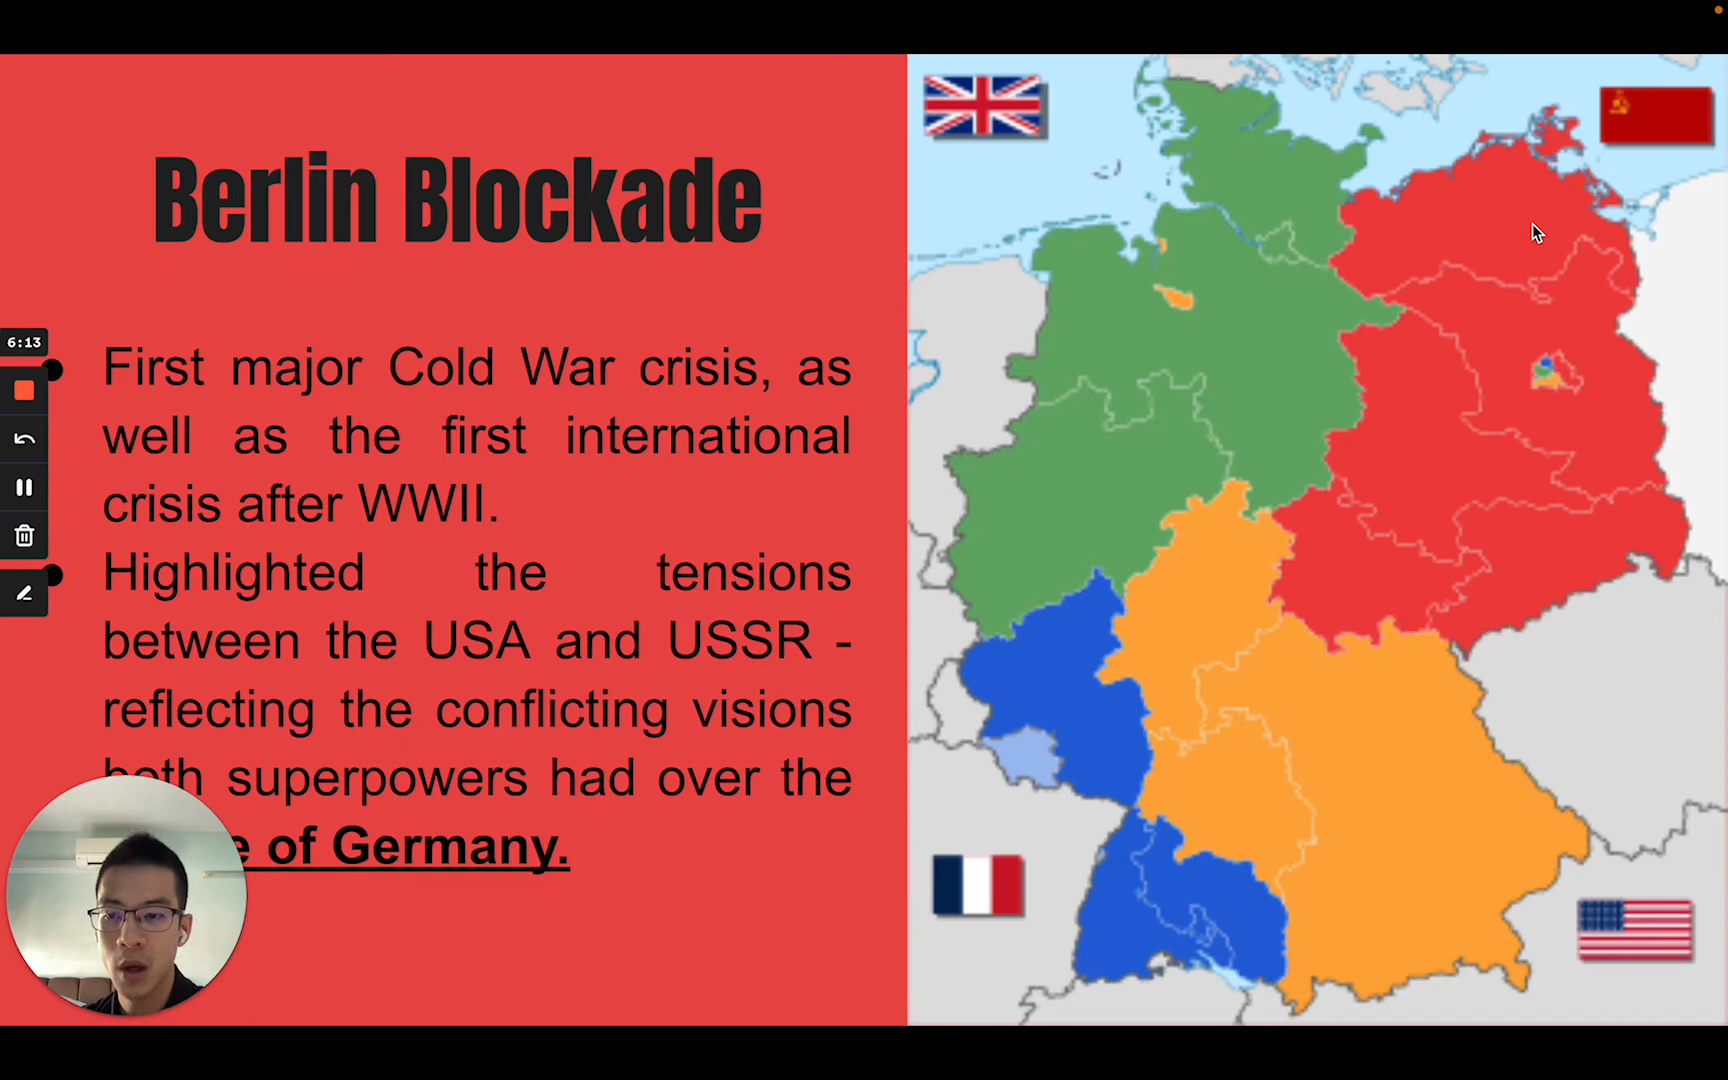 Berlin Blockade
6:13
First major Cold War crisis, as
well as the first international
crisis after WWII.
Highlighted the tensions
between the USA and USSR -
reflecting the conflicting visions
both superpowers had over the
of Germany.